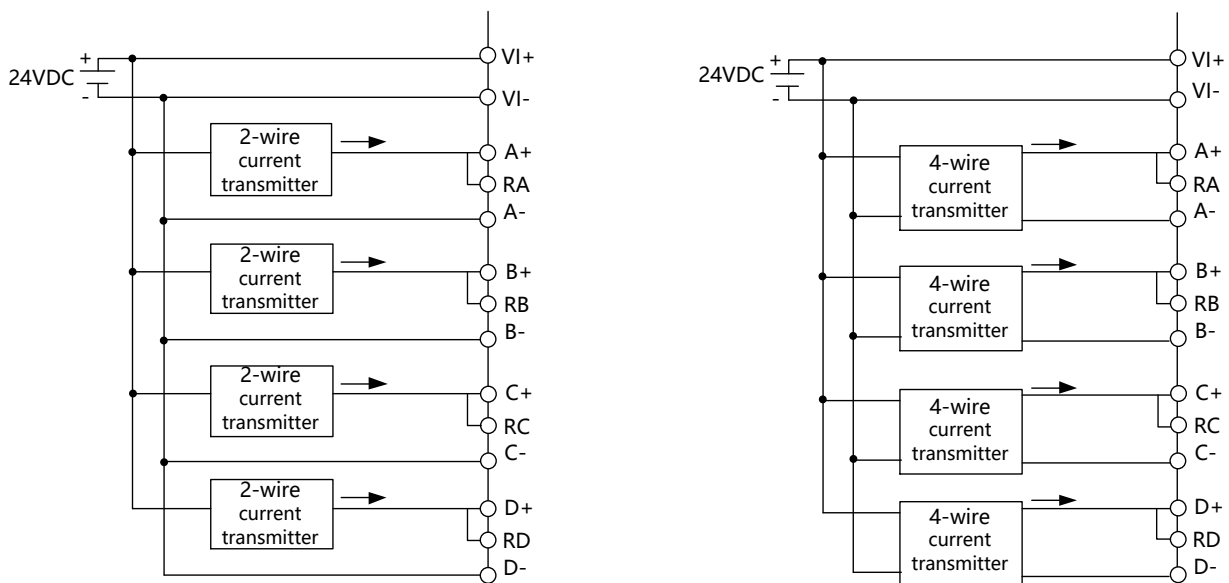 +
24VDC
-
VI+
VI-
2-wire
current
transmitter
A+
RA
A-
2-wire
current
transmitter
B+
RB
B-
2-wire
current
transmitter
C+
RC
C-
2-wire
current
transmitter
D+
RD
D-
+
24VDC
-
VI+
VI-
4-wire
current
transmitter
A+
RA
A-
4-wire
current
transmitter
B+
RB
B-
4-wire
current
transmitter
C+
RC
C-
4-wire
current
transmitter
D+
RD
D-